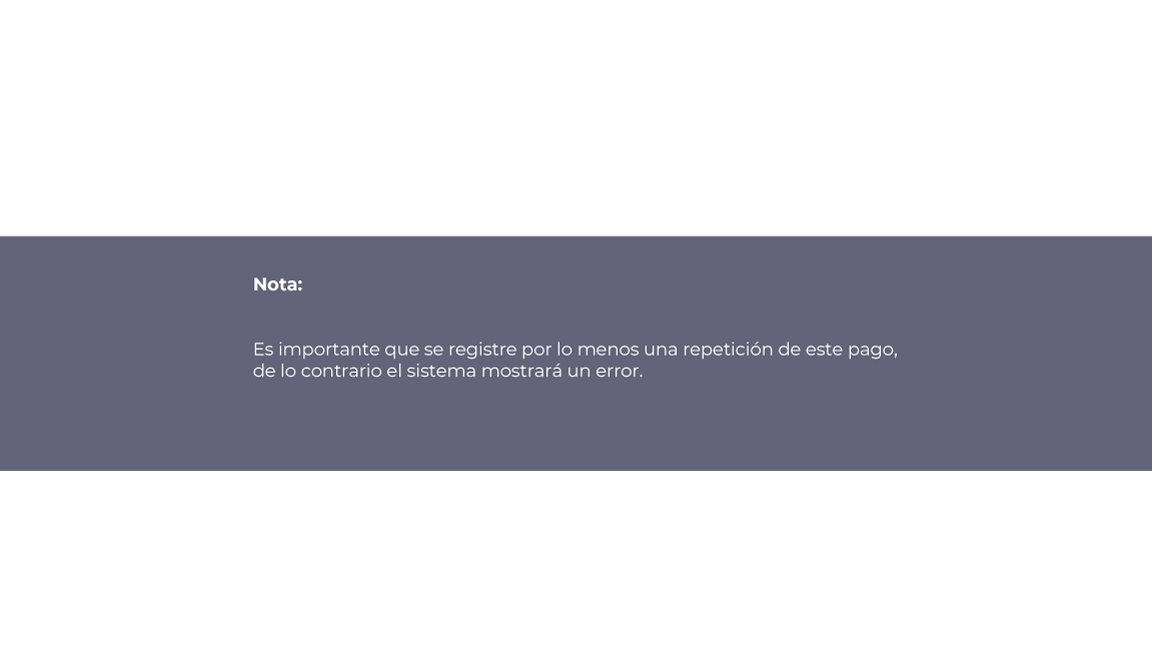 Nota:
Es importante que se registre por lo menos una repetición de este pago,
de lo contrario el sistema mostrará un error.